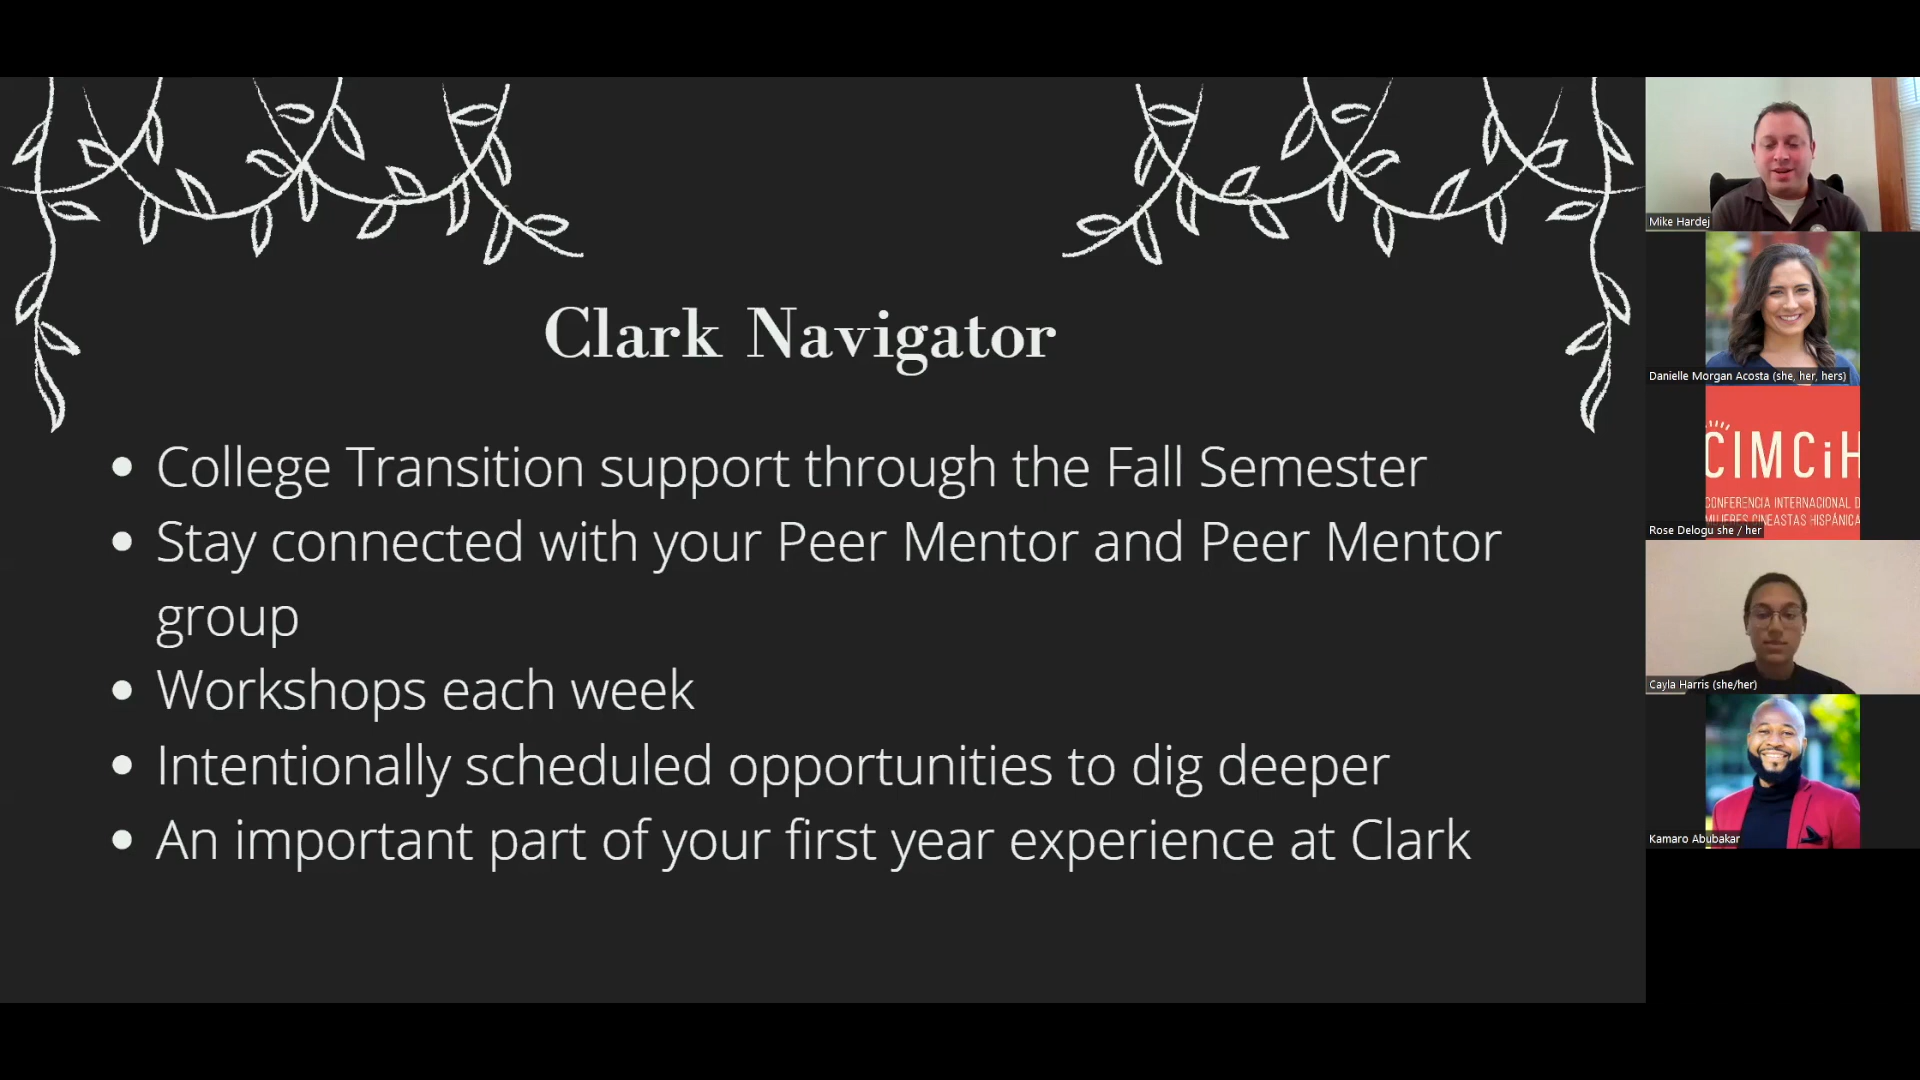 Clark Navigator
• College Transition support through the Fall Semester
• Stay connected with your Peer Mentor and Peer Mentor
group
• Workshops each week
• Intentionally scheduled opportunities to dig deeper
• An important part of your first year experience at Clark
Mike Hardej
Danielle Morgan Acosta (she, her, hers)
CIMCiH
CONFERENCIA INTERNACIONAL D
MUJERES CINEASTAS HISPÁNICA
Rose Delogu she / her
Cayla Harris (she/her)
Kamaro Abubakar